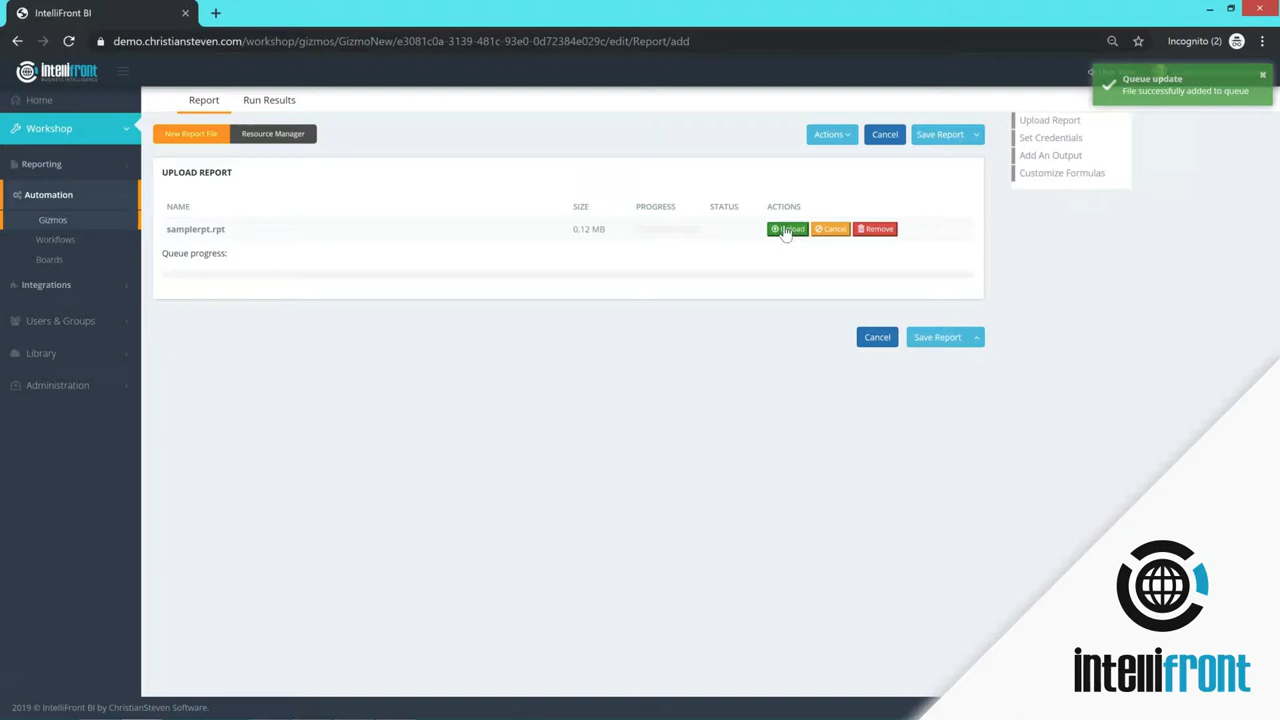 IntelliFront BI
demo.christiansteven.com/workshop/gizmos/GizmoNew/e3081c0a-3139-481c-93e0-0d72384e029c/edit/Report/add
Incognito (2)
intellifront
BUSINESS INTELLIGENCE
Queue update
File successfully added to queue
Home
Report
Run Results
Workshop
New Report File
Resource Manager
Actions
Cancel
Save Report
Upload Report
Set Credentials
Add An Output
Customize Formulas
Reporting
UPLOAD REPORT
Automation
NAME
SIZE
PROGRESS
STATUS
ACTIONS
Gizmos
samplerpt.rpt
0.12 MB
Upload
Cancel
Remove
Workflows
Queue progress:
Boards
Integrations
Users & Groups
Cancel
Save Report
Library
Administration
intellifront
2019 © IntelliFront BI by ChristianSteven Software.